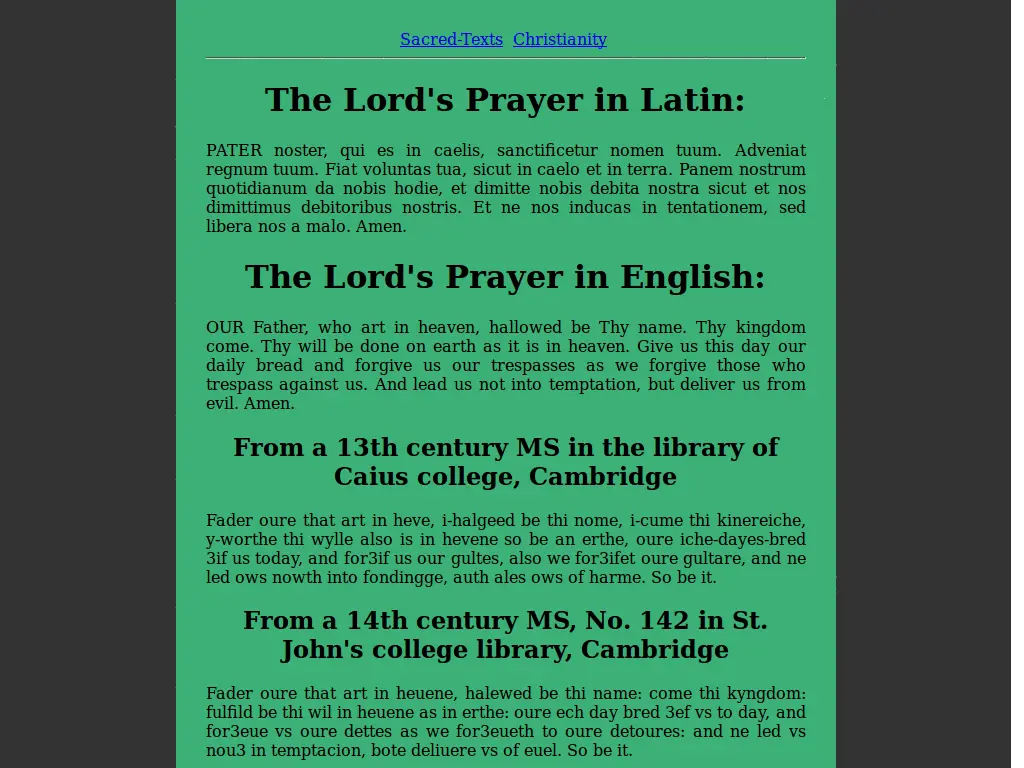 Sacred-Texts  Christianity
The Lord's Prayer in Latin:
PATER noster, qui es in caelis, sanctificetur nomen tuum. Adveniat
regnum tuum. Fiat voluntas tua, sicut in caelo et in terra. Panem nostrum
quotidianum da nobis hodie, et dimitte nobis debita nostra sicut et nos
dimittimus debitoribus nostris. Et ne nos inducas in tentationem, sed
libera nos a malo. Amen.
The Lord's Prayer in English:
OUR Father, who art in heaven, hallowed be Thy name. Thy kingdom
come. Thy will be done on earth as it is in heaven. Give us this day our
daily bread and forgive us our trespasses as we forgive those who
trespass against us. And lead us not into temptation, but deliver us from
evil. Amen.
From a 13th century MS in the library of
Caius college, Cambridge
Fader oure that art in heve, i-halgeed be thi nome, i-cume thi kinereiche,
y-worthe thi wylle also is in hevene so be an erthe, oure iche-dayes-bred
3if us today, and for3if us our gultes, also we for3ifet oure gultare, and ne
led ows nowth into fondingge, auth ales ows of harme. So be it.
From a 14th century MS, No. 142 in St.
John's college library, Cambridge
Fader oure that art in heuene, halewed be thi name: come thi kyngdom:
fulfild be thi wil in heuene as in erthe: oure ech day bred 3ef vs to day, and
for3eue vs oure dettes as we for3eueth to oure detoures: and ne led vs
nou3 in temptacion, bote deliuere vs of euel. So be it.